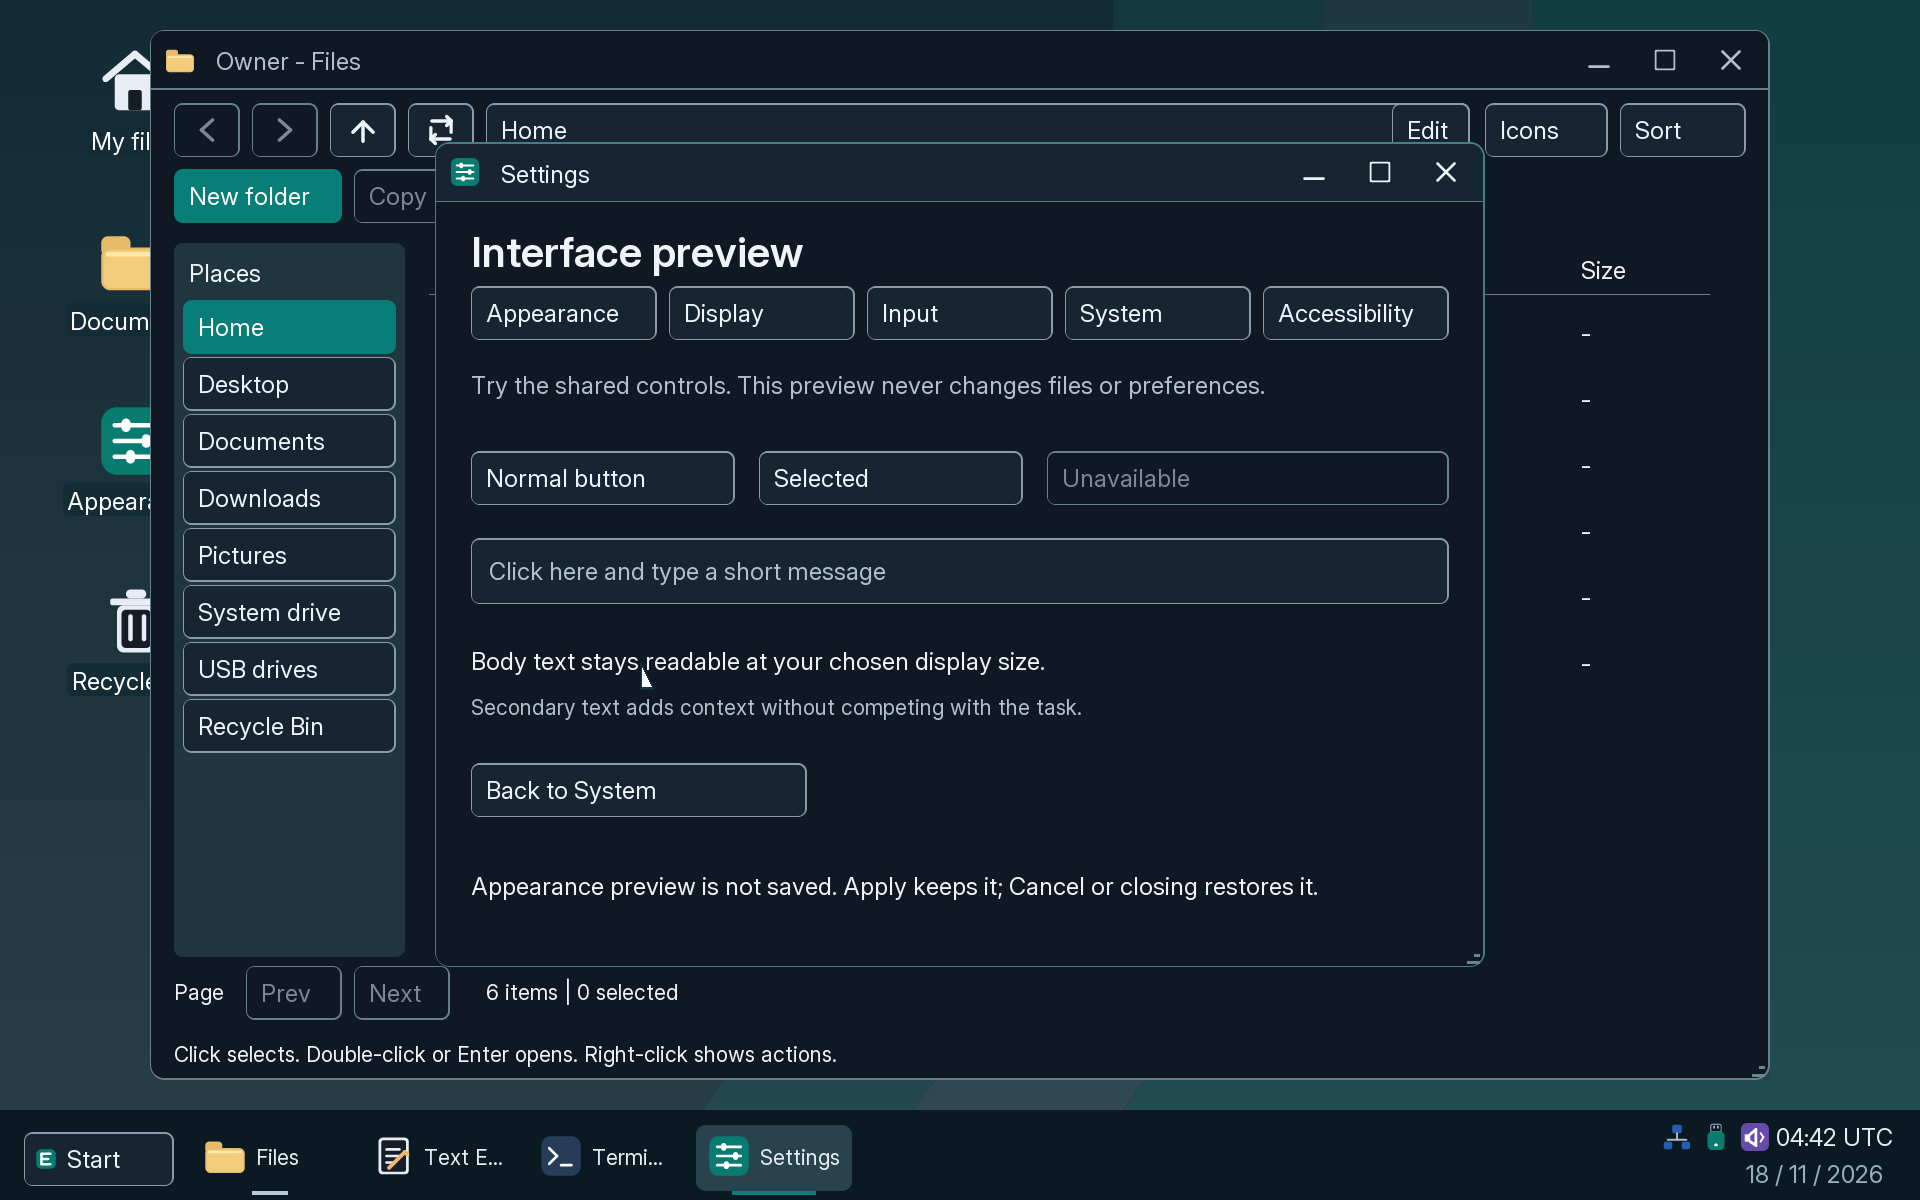 Owner - Files
Home
Edit
Icons
Sort
New folder
Copy
Places
Home
Desktop
Documents
Downloads
Pictures
System drive
USB drives
Recycle Bin
Size
-
-
-
-
-
-
Page
Prev
Next
6 items | 0 selected
Click selects. Double-click or Enter opens. Right-click shows actions.
Settings
Interface preview
Appearance
Display
Input
System
Accessibility
Try the shared controls. This preview never changes files or preferences.
Normal button
Selected
Unavailable
Click here and type a short message
Body text stays readable at your chosen display size.
Secondary text adds context without competing with the task.
Back to System
Appearance preview is not saved. Apply keeps it; Cancel or closing restores it.
My fil
Docum
Appeara
Recycle
E Start
Files
Text E...
Termi...
Settings
04:42 UTC
18 / 11 / 2026